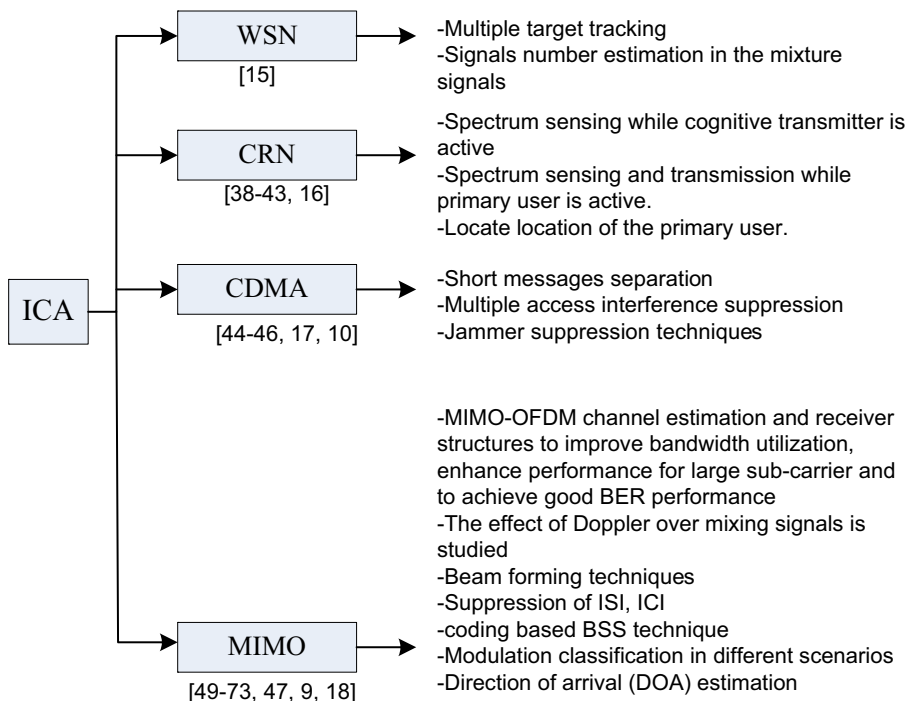 ICA
WSN
[15]
-Multiple target tracking
-Signals number estimation in the mixture
signals
CRN
[38-43, 16]
-Spectrum sensing while cognitive transmitter is
active
-Spectrum sensing and transmission while
primary user is active.
-Locate location of the primary user.
CDMA
[44-46, 17, 10]
-Short messages separation
-Multiple access interference suppression
-Jammer suppression techniques
MIMO
[49-73, 47, 9, 18]
-MIMO-OFDM channel estimation and receiver
structures to improve bandwidth utilization,
enhance performance for large sub-carrier and
to achieve good BER performance
-The effect of Doppler over mixing signals is
studied
-Beam forming techniques
-Suppression of ISI, ICI
-coding based BSS technique
-Modulation classification in different scenarios
-Direction of arrival (DOA) estimation